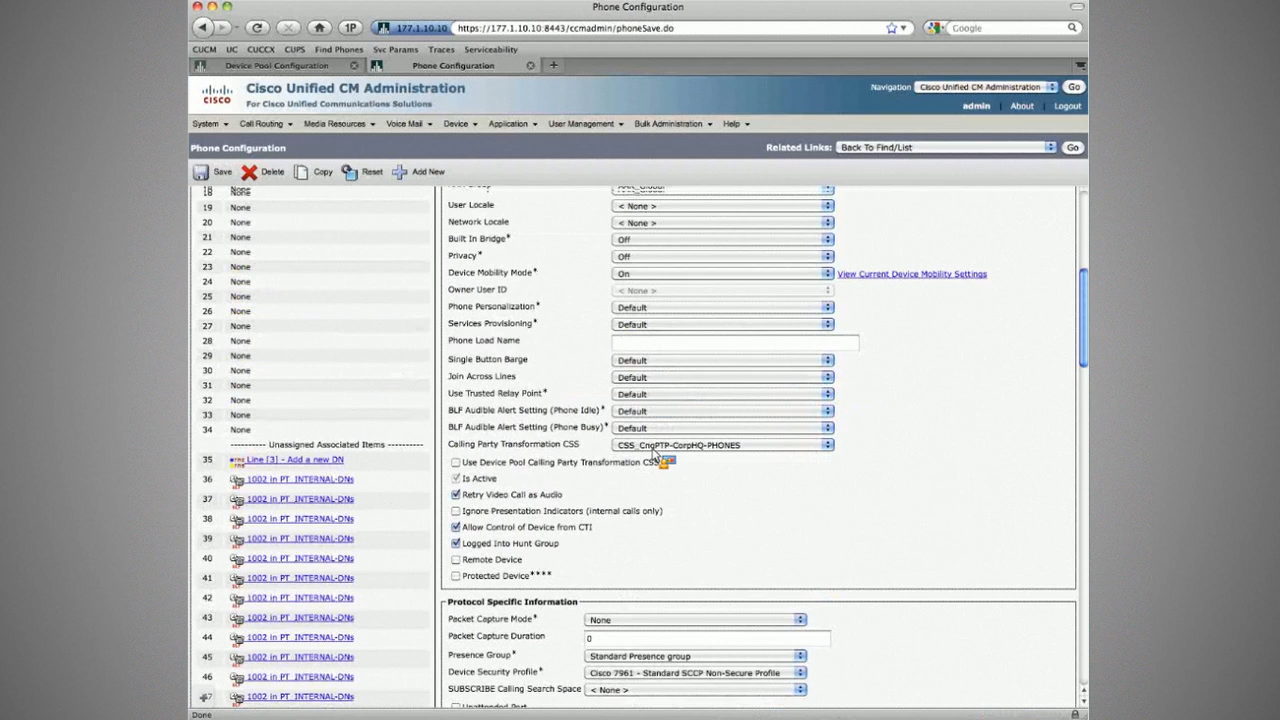 Phone Configuration
1P
177.1.10.10
https://177.1.10.10:8443/ccmadmin/phoneSave.do
Google
CUCM UC CUCCX CUPS Find Phones Svc Params Traces Serviceability
Device Pool Configuration
Phone Configuration
CISCO
Cisco Unified CM Administration
For Cisco Unified Communications Solutions
Navigation Cisco Unified CM Administration Go
admin | About | Logout
System Call Routing Media Resources Voice Mail Device Application User Management Bulk Administration Help
Phone Configuration
Related Links: Back To Find/List Go
Save Delete Copy Reset Add New
18 None
19 None
20 None
21 None
22 None
23 None
24 None
25 None
26 None
27 None
28 None
29 None
30 None
31 None
32 None
33 None
34 None
---------- Unassigned Associated Items ----------
35 Line [3] - Add a new DN
36 1002 in PT_INTERNAL-DNs
37 1002 in PT_INTERNAL-DNs
38 1002 in PT_INTERNAL-DNs
39 1002 in PT_INTERNAL-DNs
40 1002 in PT_INTERNAL-DNs
41 1002 in PT_INTERNAL-DNs
42 1002 in PT_INTERNAL-DNs
43 1002 in PT_INTERNAL-DNs
44 1002 in PT_INTERNAL-DNs
45 1002 in PT_INTERNAL-DNs
46 1002 in PT_INTERNAL-DNs
47 1002 in PT_INTERNAL-DNs
User Locale < None >
Network Locale < None >
Built In Bridge* Off
Privacy* Off
Device Mobility Mode* On View Current Device Mobility Settings
Owner User ID < None >
Phone Personalization* Default
Services Provisioning* Default
Phone Load Name
Single Button Barge Default
Join Across Lines Default
Use Trusted Relay Point* Default
BLF Audible Alert Setting (Phone Idle)* Default
BLF Audible Alert Setting (Phone Busy)* Default
Calling Party Transformation CSS CSS_CngPTP-CorpHQ-PHONES
Use Device Pool Calling Party Transformation CSS
Is Active
Retry Video Call as Audio
Ignore Presentation Indicators (internal calls only)
Allow Control of Device from CTI
Logged Into Hunt Group
Remote Device
Protected Device****
Protocol Specific Information
Packet Capture Mode* None
Packet Capture Duration 0
Presence Group* Standard Presence group
Device Security Profile* Cisco 7961 - Standard SCCP Non-Secure Profile
SUBSCRIBE Calling Search Space < None >
Done